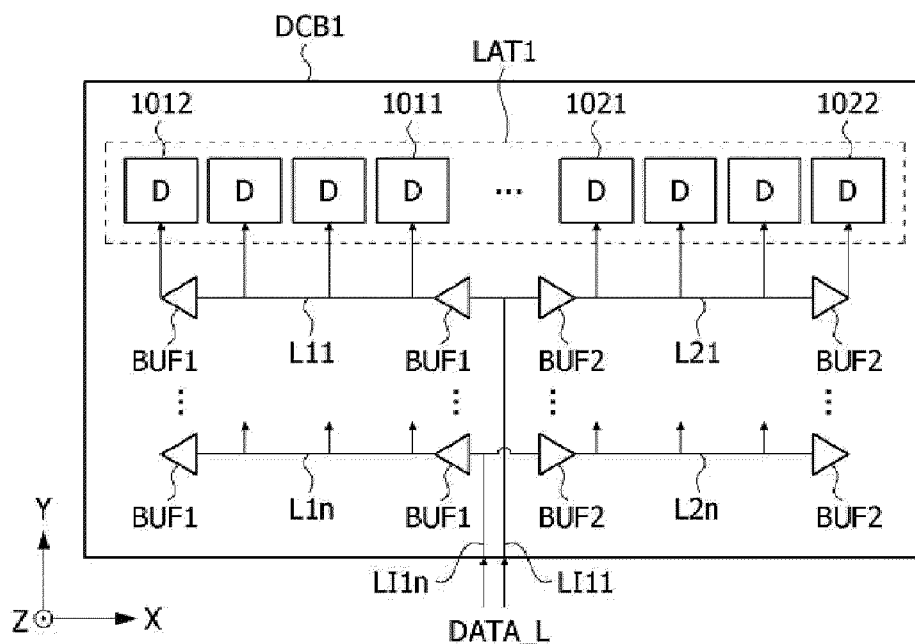 DCB1
LAT1
1012 1011 1021 1022
D D D D ... D D D D
BUF1 L11 BUF1 BUF2 L21 BUF2
BUF1 L1n BUF1 BUF2 L2n BUF2
Y
LI1n LI11
Z X
DATA_L